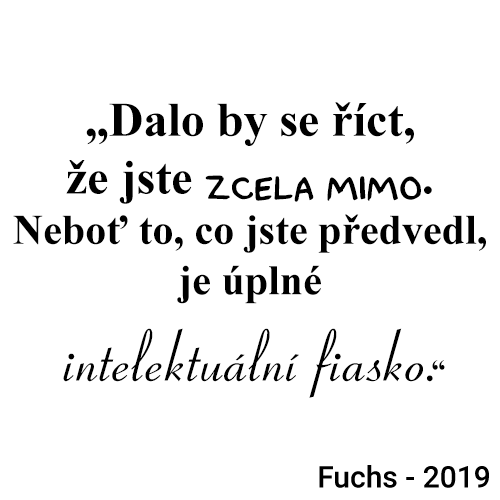 „Dalo by se říct,
že jste ZCELA MIMO.
Neboť to, co jste předvedl,
je úplné
intelektuální fiasko.“
Fuchs - 2019